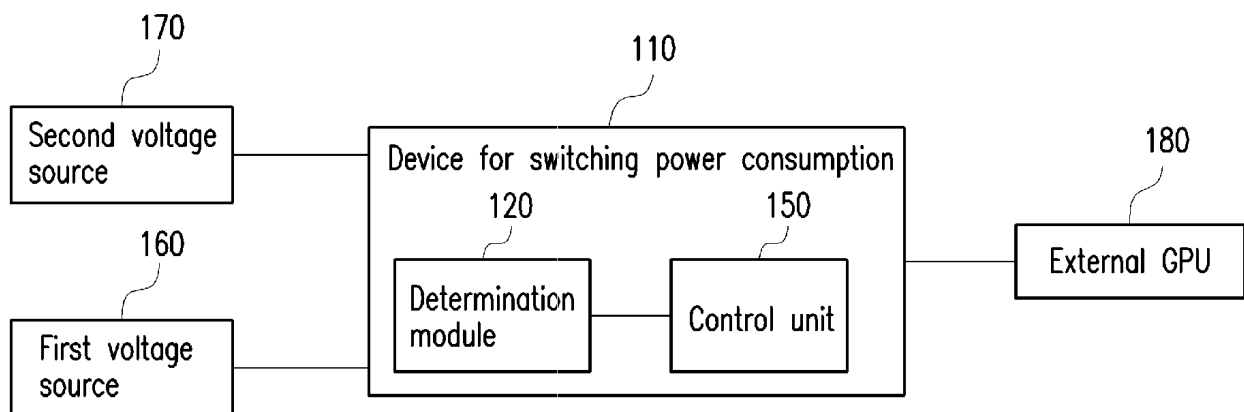 170
110
Second voltage
source
Device for switching power consumption
180
120
150
160
External GPU
Determination
module
Control unit
First voltage
source